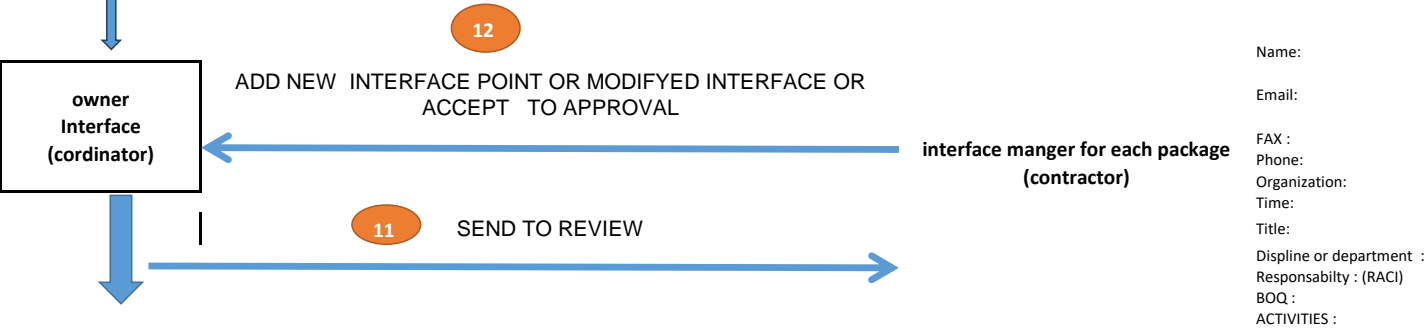 12
ADD NEW INTERFACE POINT OR MODIFYED INTERFACE OR
ACCEPT TO APPROVAL
owner
Interface
(cordinator)
interface manger for each package
(contractor)
11
SEND TO REVIEW
Name:
Email:
FAX :
Phone:
Organization:
Time:
Title:
Displine or department :
Responsabilty : (RACI)
BOQ :
ACTIVITIES :